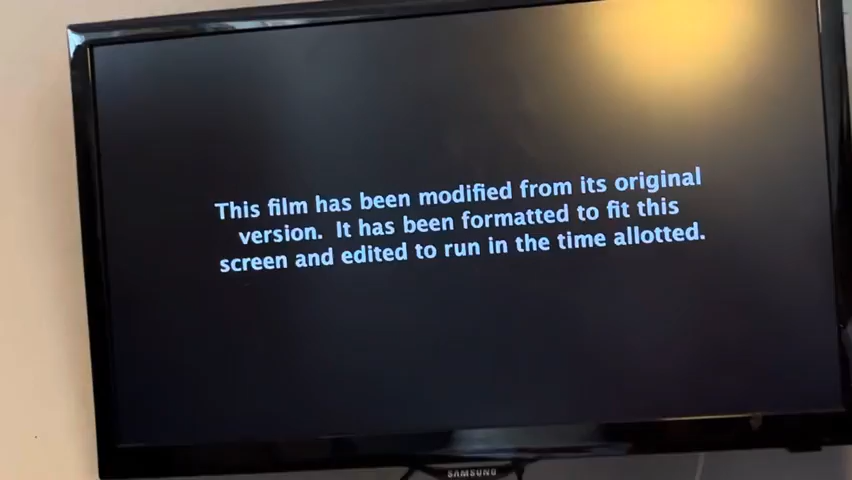 This film has been modified from its original
version. It has been formatted to fit this
screen and edited to run in the time allotted.
SAMSUNG